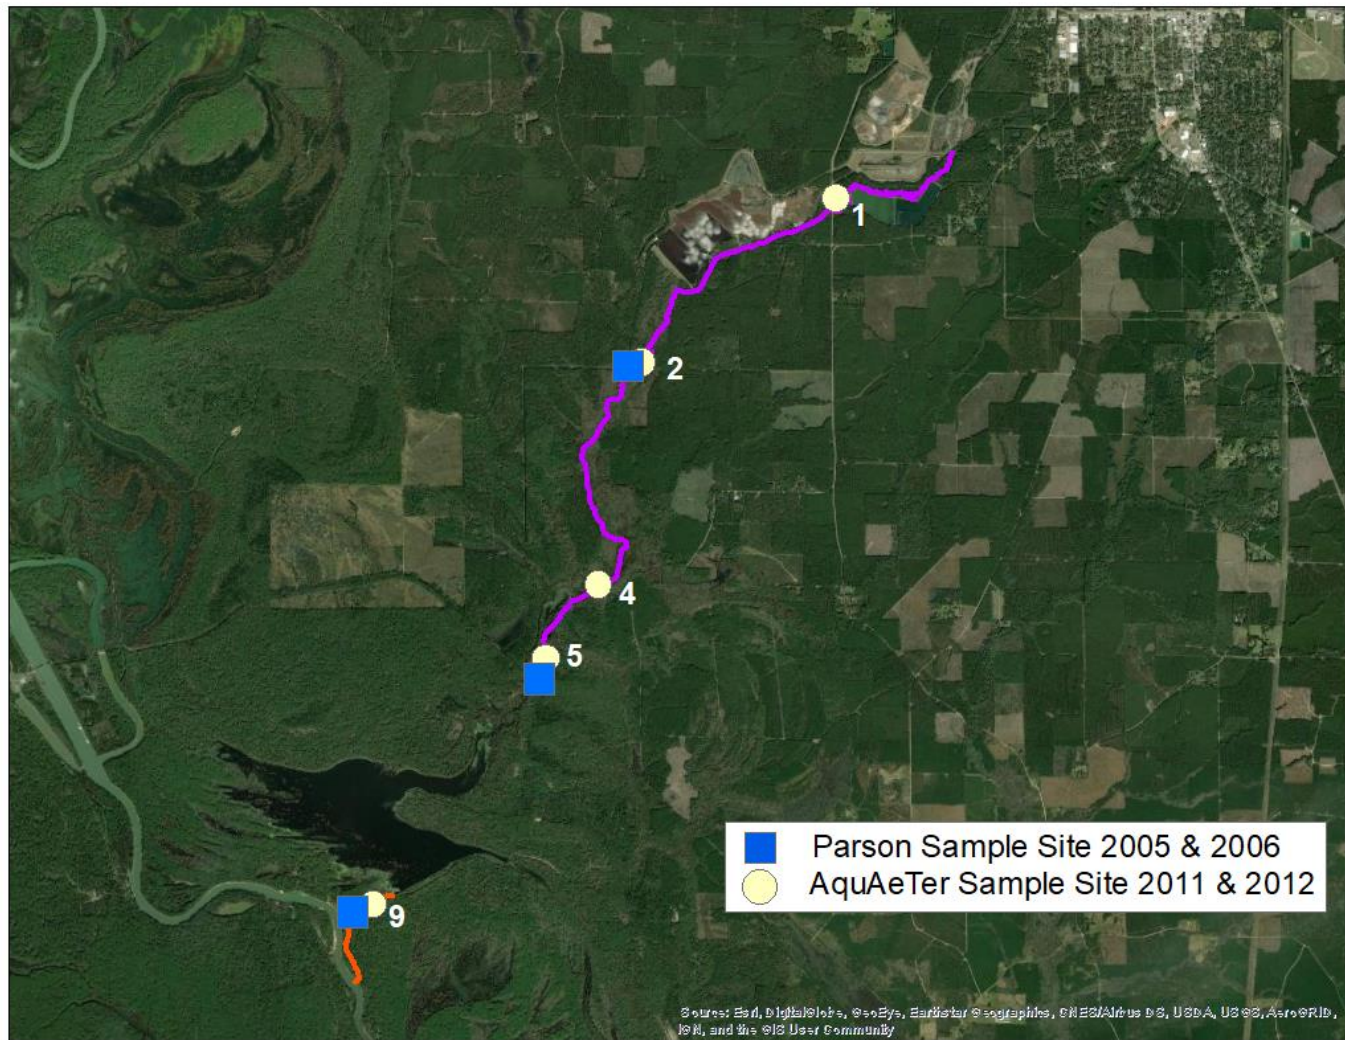 1
2
4
5
Parson Sample Site 2005 & 2006
AquAeTer Sample Site 2011 & 2012
9
Source: Esri, DigitalGlobe, GeoEye, Earthstar Geographics, CNES/Airbus DS, USDA, USGS, AeroGRID,
IGN, and the GIS User Community